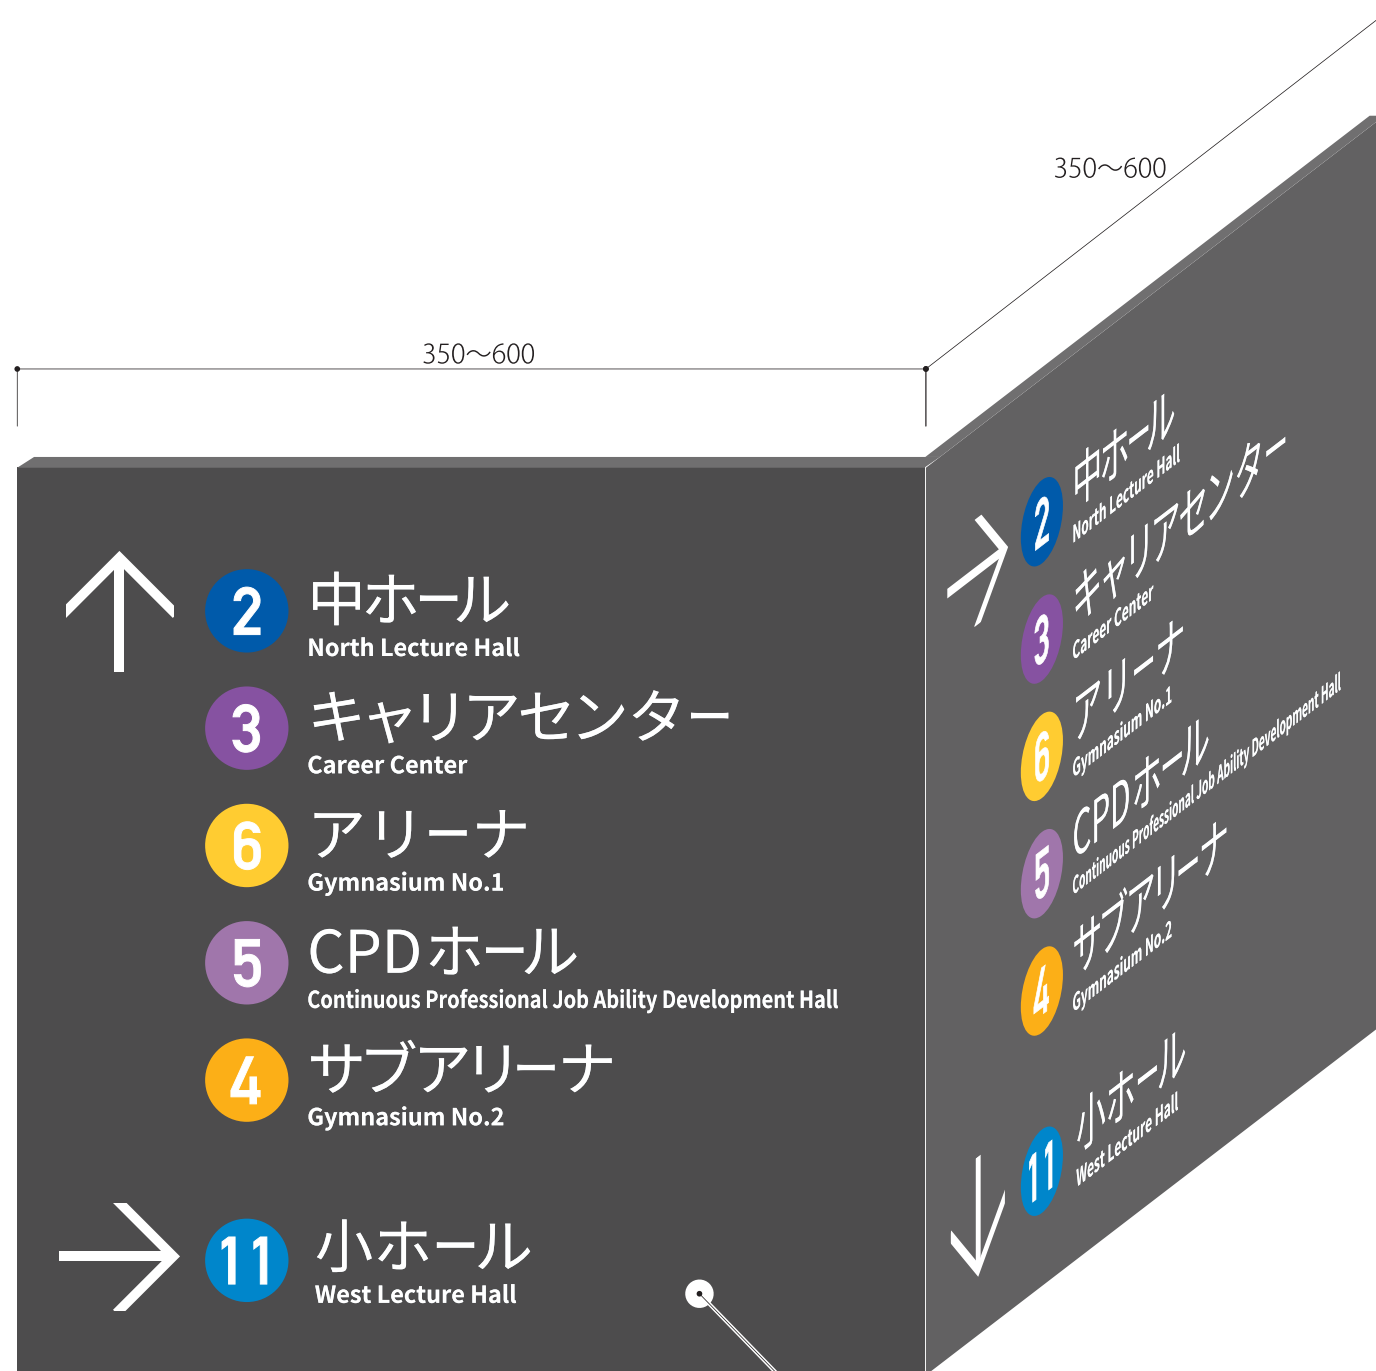 350〜600
350〜600
2
中ホール
North Lecture Hall
3
キャリアセンター
Career Center
6
アリーナ
Gymnasium No.1
5
CPDホール
Continuous Professional Job Ability Development Hall
4
サブアリーナ
Gymnasium No.2
11
小ホール
West Lecture Hall
2
中ホール
North Lecture Hall
3
キャリアセンター
Career Center
6
アリーナ
Gymnasium No.1
5
CPDホール
Continuous Professional Job Ability Development Hall
4
サブアリーナ
Gymnasium No.2
11
小ホール
West Lecture Hall